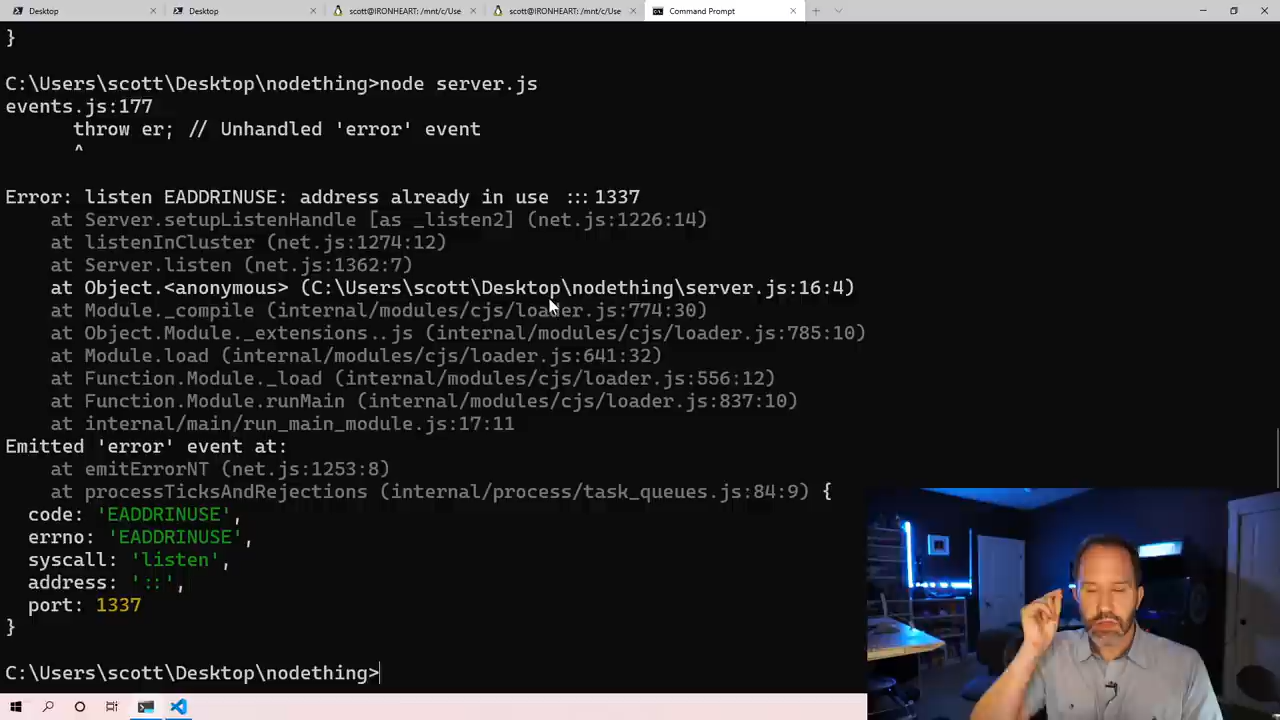 Desktop
Desktop
scott@IRONHEART: /mnt/c/Use
scott@IRONHEART: /mnt/c/Use
Command Prompt
}
C:\Users\scott\Desktop\nodething>node server.js
events.js:177
      throw er; // Unhandled 'error' event
      ^
Error: listen EADDRINUSE: address already in use :::1337
    at Server.setupListenHandle [as _listen2] (net.js:1226:14)
    at listenInCluster (net.js:1274:12)
    at Server.listen (net.js:1362:7)
    at Object.<anonymous> (C:\Users\scott\Desktop\nodething\server.js:16:4)
    at Module._compile (internal/modules/cjs/loader.js:774:30)
    at Object.Module._extensions..js (internal/modules/cjs/loader.js:785:10)
    at Module.load (internal/modules/cjs/loader.js:641:32)
    at Function.Module._load (internal/modules/cjs/loader.js:556:12)
    at Function.Module.runMain (internal/modules/cjs/loader.js:837:10)
    at internal/main/run_main_module.js:17:11
Emitted 'error' event at:
    at emitErrorNT (net.js:1253:8)
    at processTicksAndRejections (internal/process/task_queues.js:84:9) {
  code: 'EADDRINUSE',
  errno: 'EADDRINUSE',
  syscall: 'listen',
  address: '::',
  port: 1337
}
C:\Users\scott\Desktop\nodething>